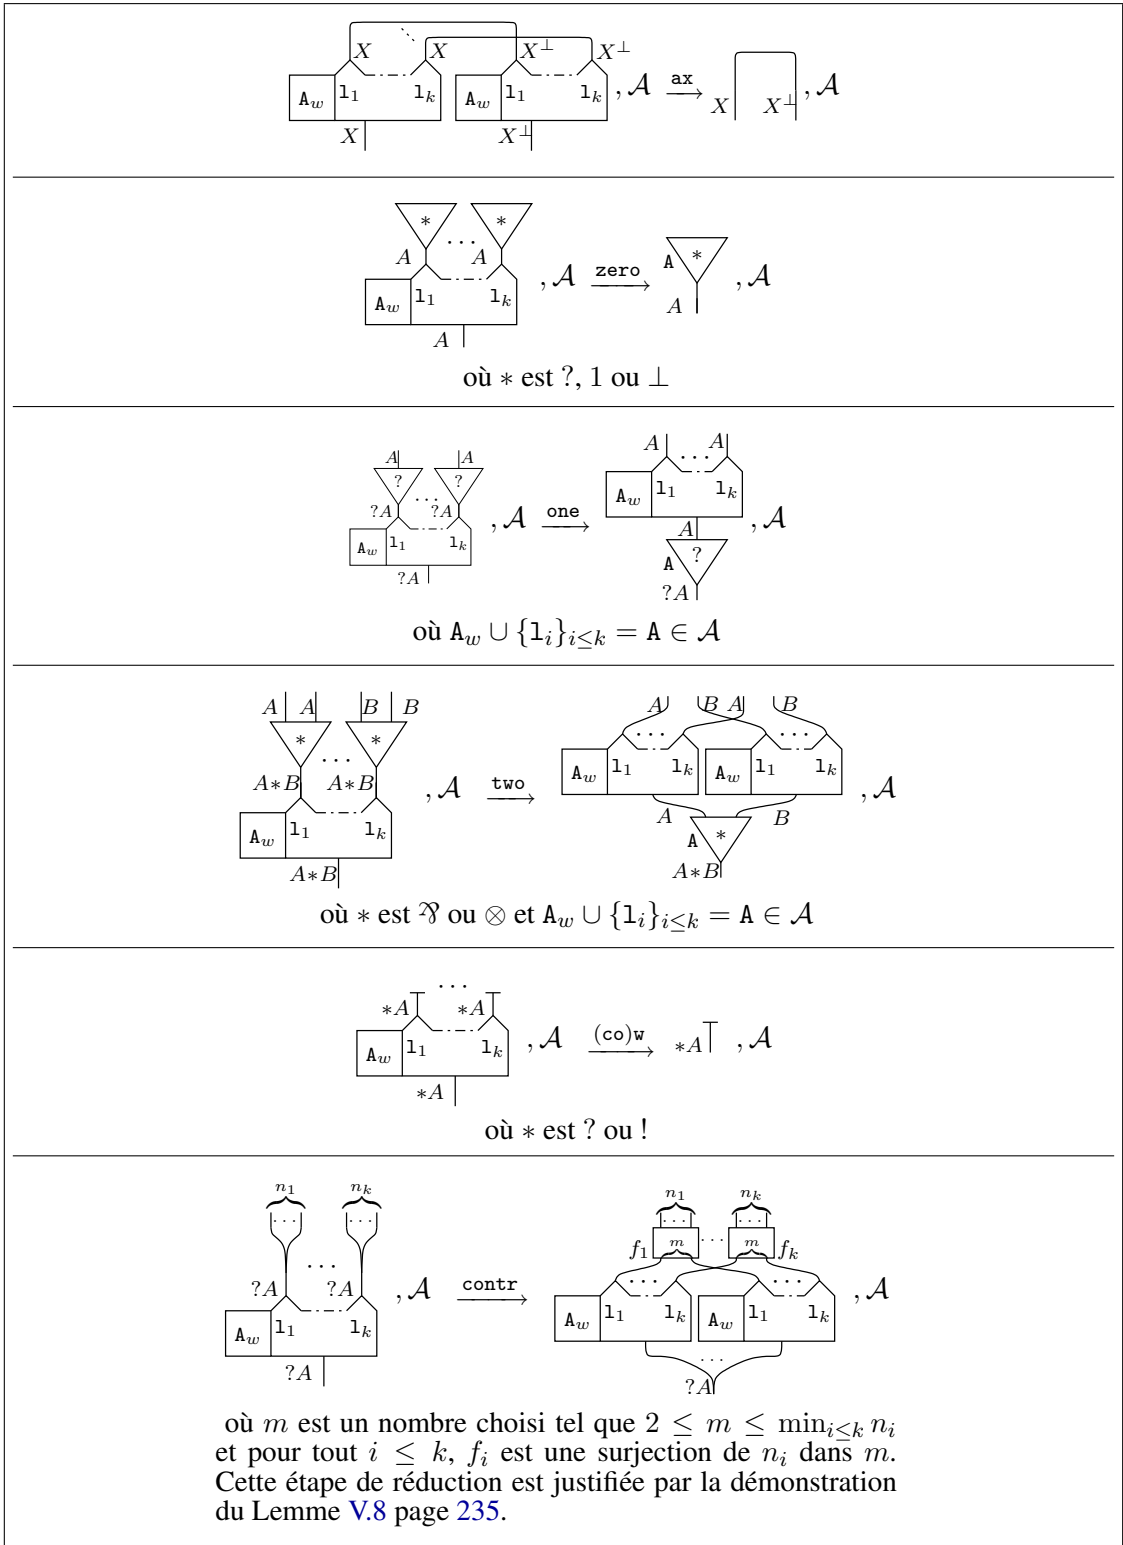 X X X^⊥ X^⊥
A_w l_1 l_k A_w l_1 l_k , 𝒜 ax→ X X^⊥ , 𝒜
X X^⊥
* ... *
A A
A_w l_1 l_k , 𝒜 zero→ A * , 𝒜
A A
où ∗ est ?, 1 ou ⊥
A A A ... A
? ... ?
?A ?A
A_w l_1 l_k , 𝒜 one→ A_w l_1 l_k , 𝒜
?A A
A ?
?A
où A_w ∪ {l_i}_{i≤k} = A ∈ 𝒜
A A B B A B A B
* ... * ... ...
A∗B A∗B
A_w l_1 l_k , 𝒜 two→ A_w l_1 l_k A_w l_1 l_k , 𝒜
A∗B A B
A *
A∗B
où ∗ est ⅋ ou ⊗ et A_w ∪ {l_i}_{i≤k} = A ∈ 𝒜
...
∗A ∗A
A_w l_1 l_k , 𝒜 (co)w→ ∗A , 𝒜
∗A
où ∗ est ? ou !
n_1 n_k n_1 n_k
... ... ... ...
... f_1 m ... m f_k
?A ?A ... ...
A_w l_1 l_k , 𝒜 contr→ A_w l_1 l_k A_w l_1 l_k , 𝒜
?A ...
?A
où m est un nombre choisi tel que 2 ≤ m ≤ min_{i≤k} n_i
et pour tout i ≤ k, f_i est une surjection de n_i dans m.
Cette étape de réduction est justifiée par la démonstration
du Lemme V.8 page 235.